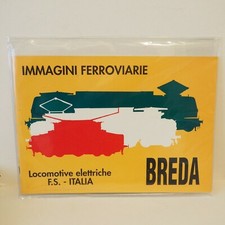 IMMAGINI FERROVIARIE
Locomotive elettriche
F.S. - ITALIA
BREDA